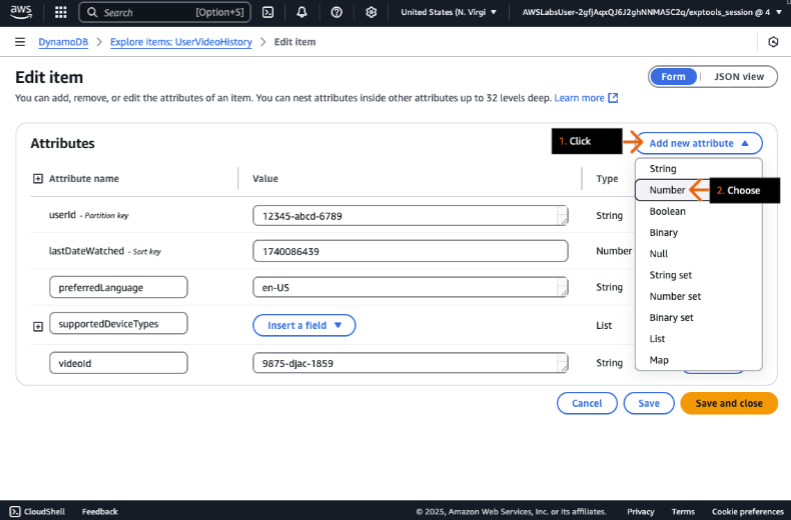 aws
Search [Option+S]
United States (N. Virgi
AWSLabsUser-2gfjAqxQJ6J2ghNNMA5C2q/exptools_session @ 4
DynamoDB > Explore items: UserVideoHistory > Edit item
Edit item
Form JSON view
You can add, remove, or edit the attributes of an item. You can nest attributes inside other attributes up to 32 levels deep. Learn more
Attributes
1. Click
Add new attribute
Attribute name Value Type
String
Number
2. Choose
Boolean
Binary
Null
String set
Number set
Binary set
List
Map
userId - Partition key 12345-abcd-6789 String
lastDateWatched - Sort key 1740086439 Number
preferredLanguage en-US String
supportedDeviceTypes Insert a field List
videoId 9875-djac-1859 String
Cancel Save Save and close
CloudShell Feedback © 2025, Amazon Web Services, Inc. or its affiliates. Privacy Terms Cookie preferences